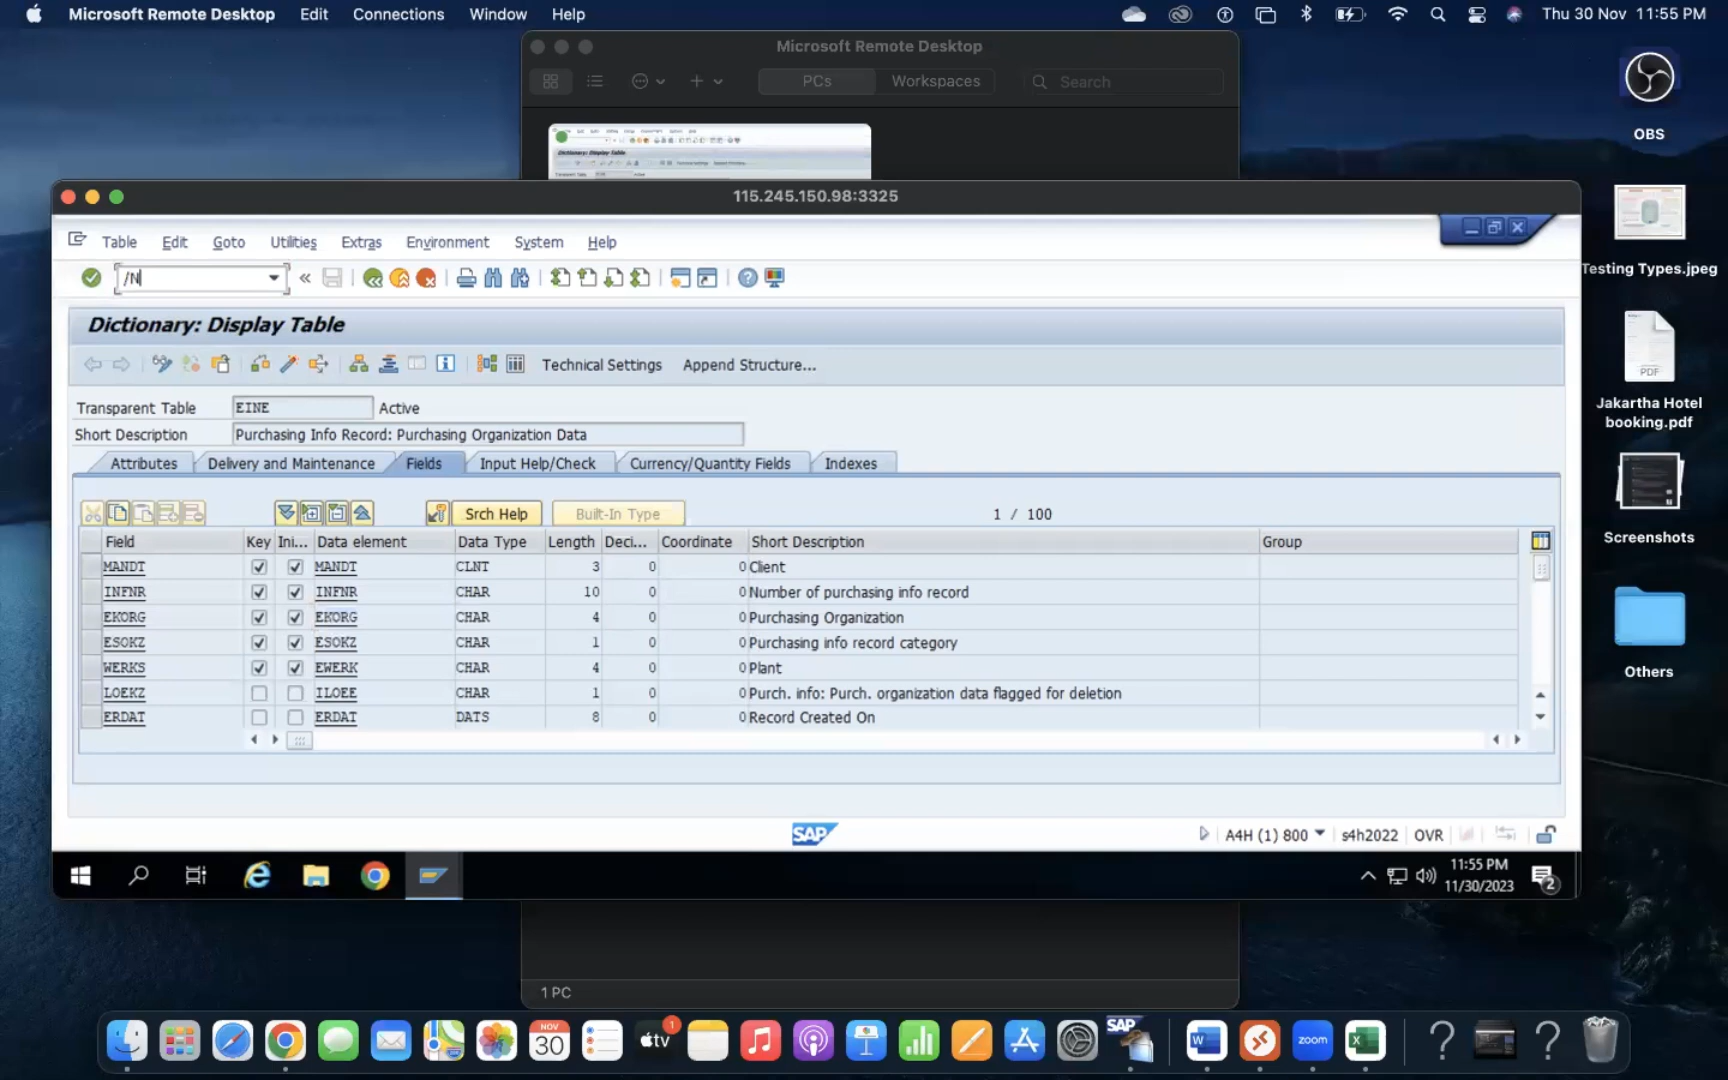 Microsoft Remote Desktop Edit Connections Window Help Thu 30 Nov 11:55 PM
Microsoft Remote Desktop
PCs Workspaces Search
OBS
Testing Types.jpeg
PDF
Jakartha Hotel booking.pdf
Screenshots
Others
115.245.150.98:3325
Table Edit Goto Utilities Extras Environment System Help
/N
Dictionary: Display Table
Technical Settings Append Structure...
Transparent Table EINE Active
Short Description Purchasing Info Record: Purchasing Organization Data
Attributes Delivery and Maintenance Fields Input Help/Check Currency/Quantity Fields Indexes
Srch Help Built-In Type 1 / 100
Field Key Ini... Data element Data Type Length Deci... Coordinate Short Description Group
MANDT MANDT CLNT 3 0 0 Client
INFNR INFNR CHAR 10 0 0 Number of purchasing info record
EKORG EKORG CHAR 4 0 0 Purchasing Organization
ESOKZ ESOKZ CHAR 1 0 0 Purchasing info record category
WERKS EWERK CHAR 4 0 0 Plant
LOEKZ ILOEE CHAR 1 0 0 Purch. info: Purch. organization data flagged for deletion
ERDAT ERDAT DATS 8 0 0 Record Created On
SAP A4H (1) 800 s4h2022 OVR
11:55 PM
11/30/2023
2
1 PC
NOV 30 tv 1 SAP W zoom X